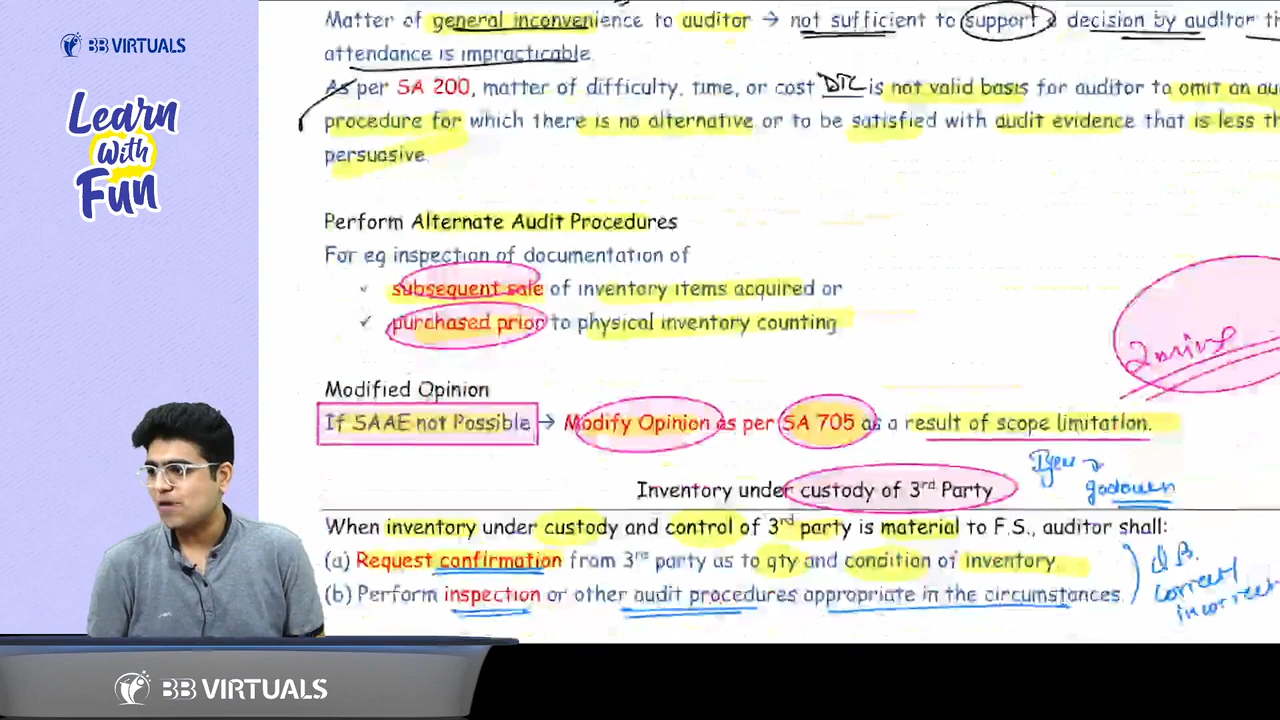 BB VIRTUALS
Learn
with
Fun
Matter of general inconvenience to auditor → not sufficient to support decision by auditor
attendance is impracticable.
As per SA 200, matter of difficulty, time, or cost DTC is not valid basis for auditor to omit an
procedure for which there is no alternative or to be satisfied with audit evidence that is less
persuasive.
Perform Alternate Audit Procedures
For eg inspection of documentation of
✓ subsequent sale of inventory items acquired or
✓ purchased prior to physical inventory counting
Modified Opinion
If SAAE not Possible → Modify Opinion as per SA 705 as a result of scope limitation.
godown
Inventory under custody of 3rd Party
When inventory under custody and control of 3rd party is material to F.S., auditor shall:
(a) Request confirmation from 3rd party as to qty and condition of inventory
(b) Perform inspection or other audit procedures appropriate in the circumstances.
correct/
incorrect
BB VIRTUALS